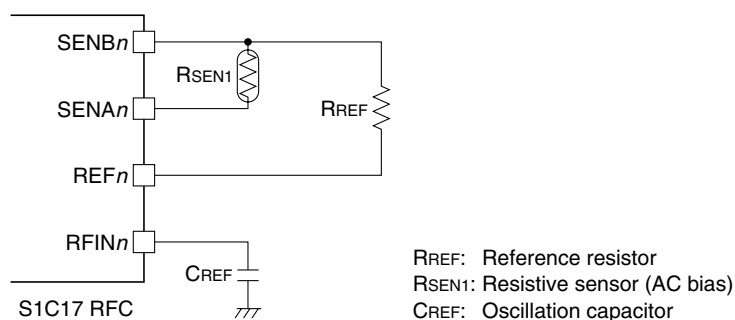 SENBn
RSEN1
SENAn
RREF
REFn
RFINn
CREF
S1C17 RFC
RREF: Reference resistor
RSEN1: Resistive sensor (AC bias)
CREF: Oscillation capacitor